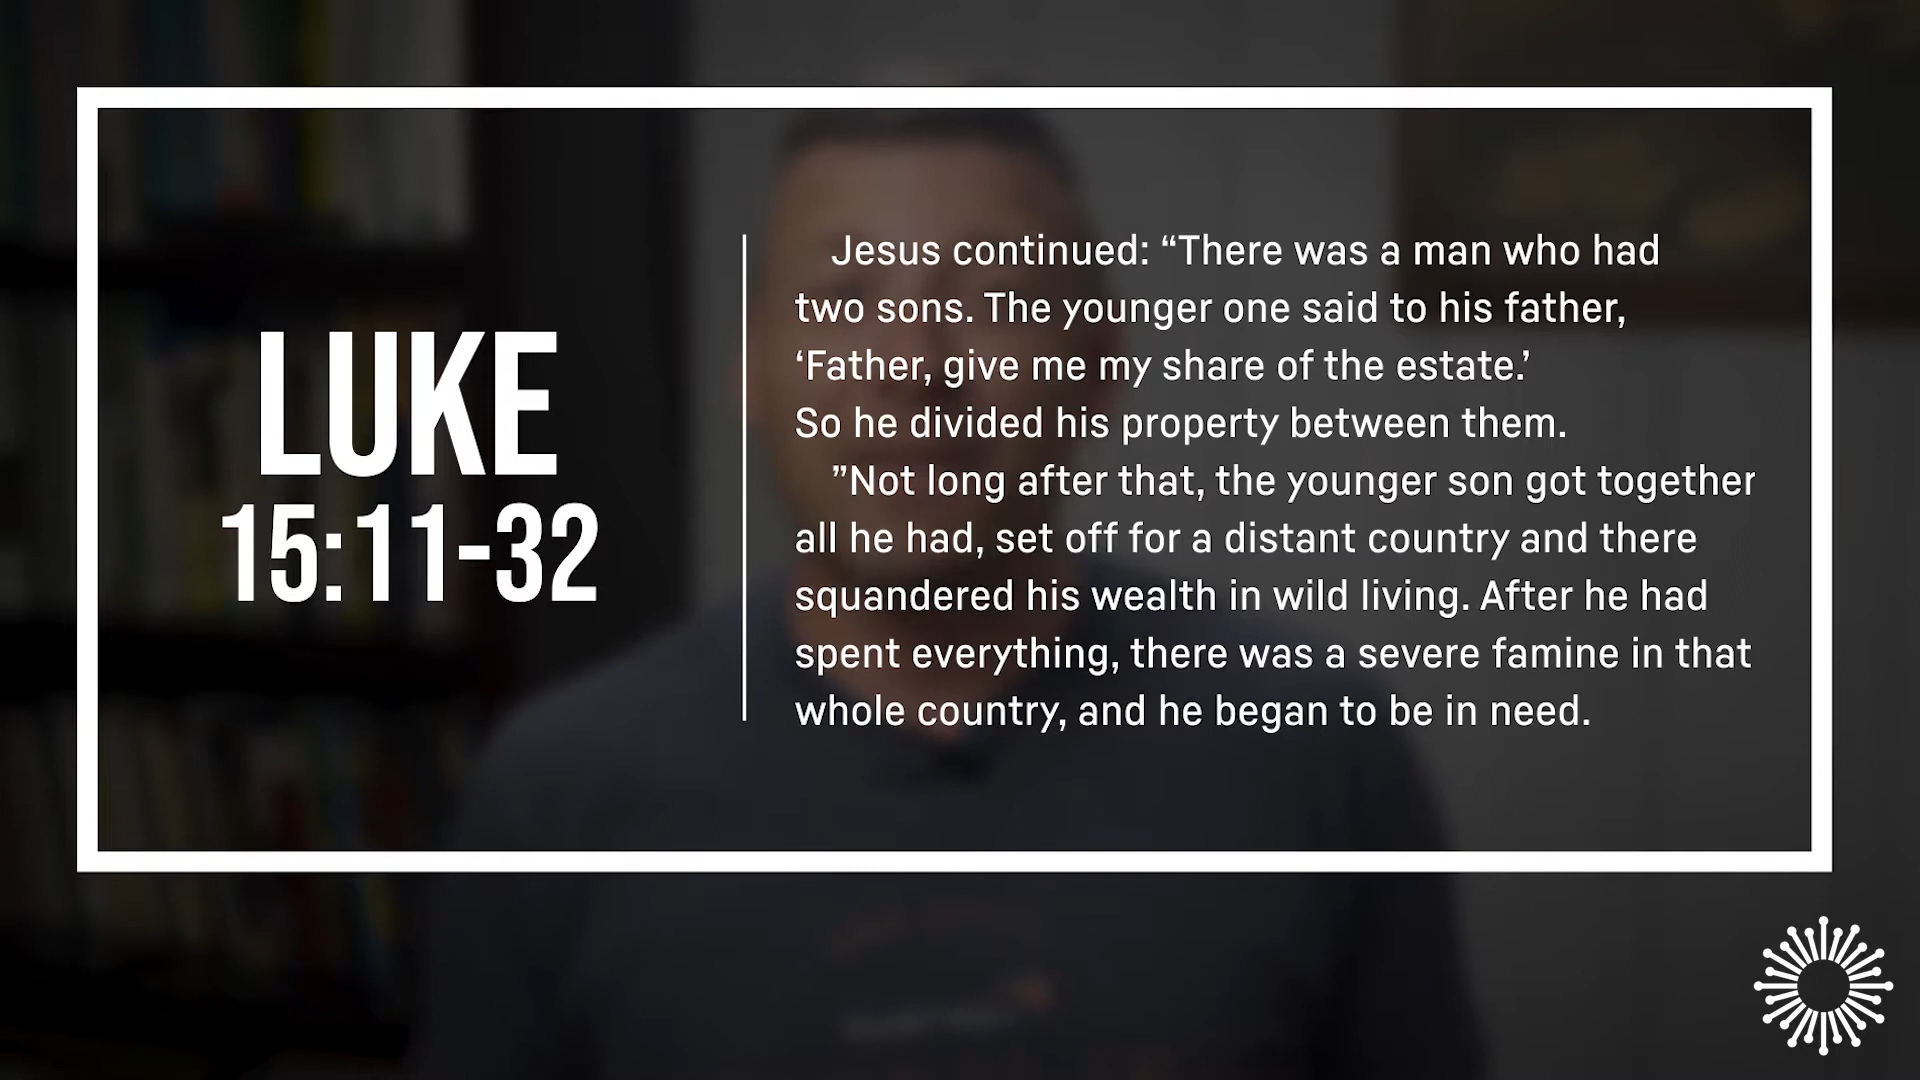 LUKE
15:11-32
Jesus continued: “There was a man who had
two sons. The younger one said to his father,
‘Father, give me my share of the estate.’
So he divided his property between them.
”Not long after that, the younger son got together
all he had, set off for a distant country and there
squandered his wealth in wild living. After he had
spent everything, there was a severe famine in that
whole country, and he began to be in need.